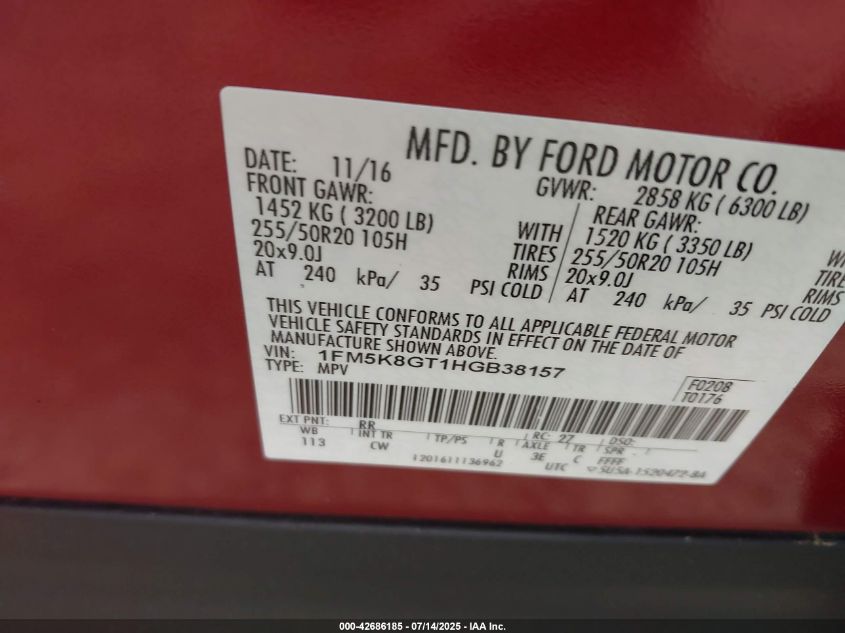 MFD. BY FORD MOTOR CO.
DATE: 11/16 GVWR: 2858 KG ( 6300 LB)
FRONT GAWR: REAR GAWR:
1452 KG ( 3200 LB) WITH 1520 KG ( 3350 LB)
255/50R20 105H TIRES 255/50R20 105H TIRE
20x9.0J RIMS 20x9.0J RIMS
AT 240 kPa/ 35 PSI COLD AT 240 kPa/ 35 PSI COLD
THIS VEHICLE CONFORMS TO ALL APPLICABLE FEDERAL MOTOR
VEHICLE SAFETY STANDARDS IN EFFECT ON THE DATE OF
MANUFACTURE SHOWN ABOVE.
VIN: 1FM5K8GT1HGB38157
TYPE: MPV
F0208
T0176
EXT PNT: RR RC: 27 DSO:
WB INT TR TP/PS R AXLE TR SPR
113 CW U 3E C FFFF
1201611136962 UTC
000-42686185 - 07/14/2025 - IAA Inc.